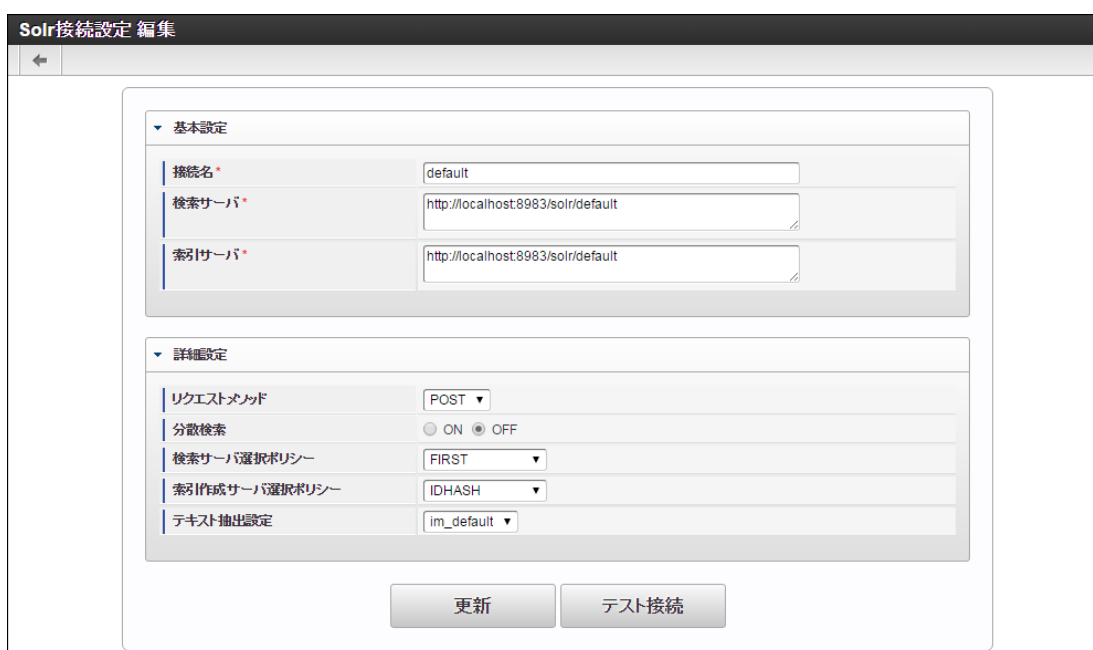 Solr接続設定 編集
基本設定
接続名*
default
検索サーバ*
http://localhost:8983/solr/default
索引サーバ*
http://localhost:8983/solr/default
詳細設定
リクエストメソッド
POST
分散検索
ON OFF
検索サーバ選択ポリシー
FIRST
索引作成サーバ選択ポリシー
IDHASH
テキスト抽出設定
im_default
更新 テスト接続